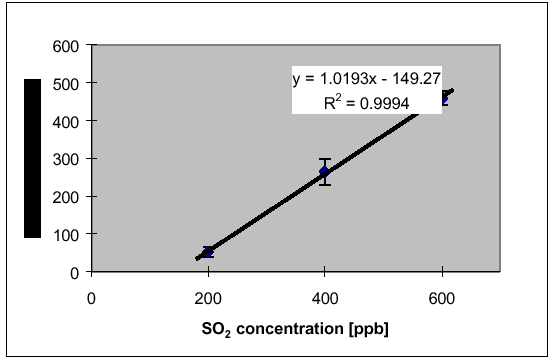 600
500
400
300
200
100
0
y = 1.0193x - 149.27
R² = 0.9994
0 200 400 600
SO₂ concentration [ppb]